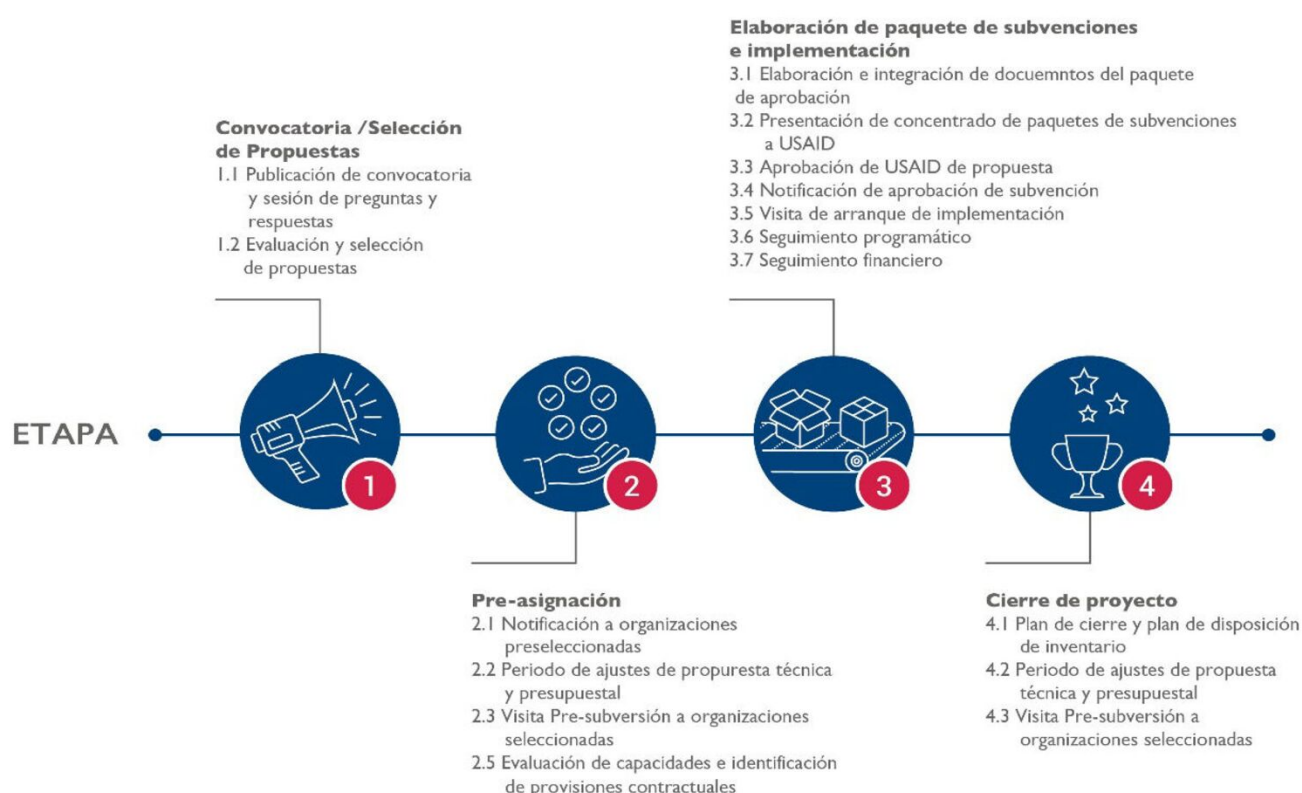 ETAPA
Convocatoria /Selección
de Propuestas
1.1 Publicación de convocatoria
y sesión de preguntas y
respuestas
1.2 Evaluación y selección
de propuestas
1
Pre-asignación
2.1 Notificación a organizaciones
preseleccionadas
2.2 Periodo de ajustes de propuresta técnica
y presupuestal
2.3 Visita Pre-subversión a organizaciones
seleccionadas
2.5 Evaluación de capacidades e identificación
de provisiones contractuales
2
Elaboración de paquete de subvenciones
e implementación
3.1 Elaboración e integración de docuemntos del paquete
de aprobación
3.2 Presentación de concentrado de paquetes de subvenciones
a USAID
3.3 Aprobación de USAID de propuesta
3.4 Notificación de aprobación de subvención
3.5 Visita de arranque de implementación
3.6 Seguimiento programático
3.7 Seguimiento financiero
3
Cierre de proyecto
4.1 Plan de cierre y plan de disposición
de inventario
4.2 Periodo de ajustes de propuesta
técnica y presupuestal
4.3 Visita Pre-subversión a
organizaciones seleccionadas
4